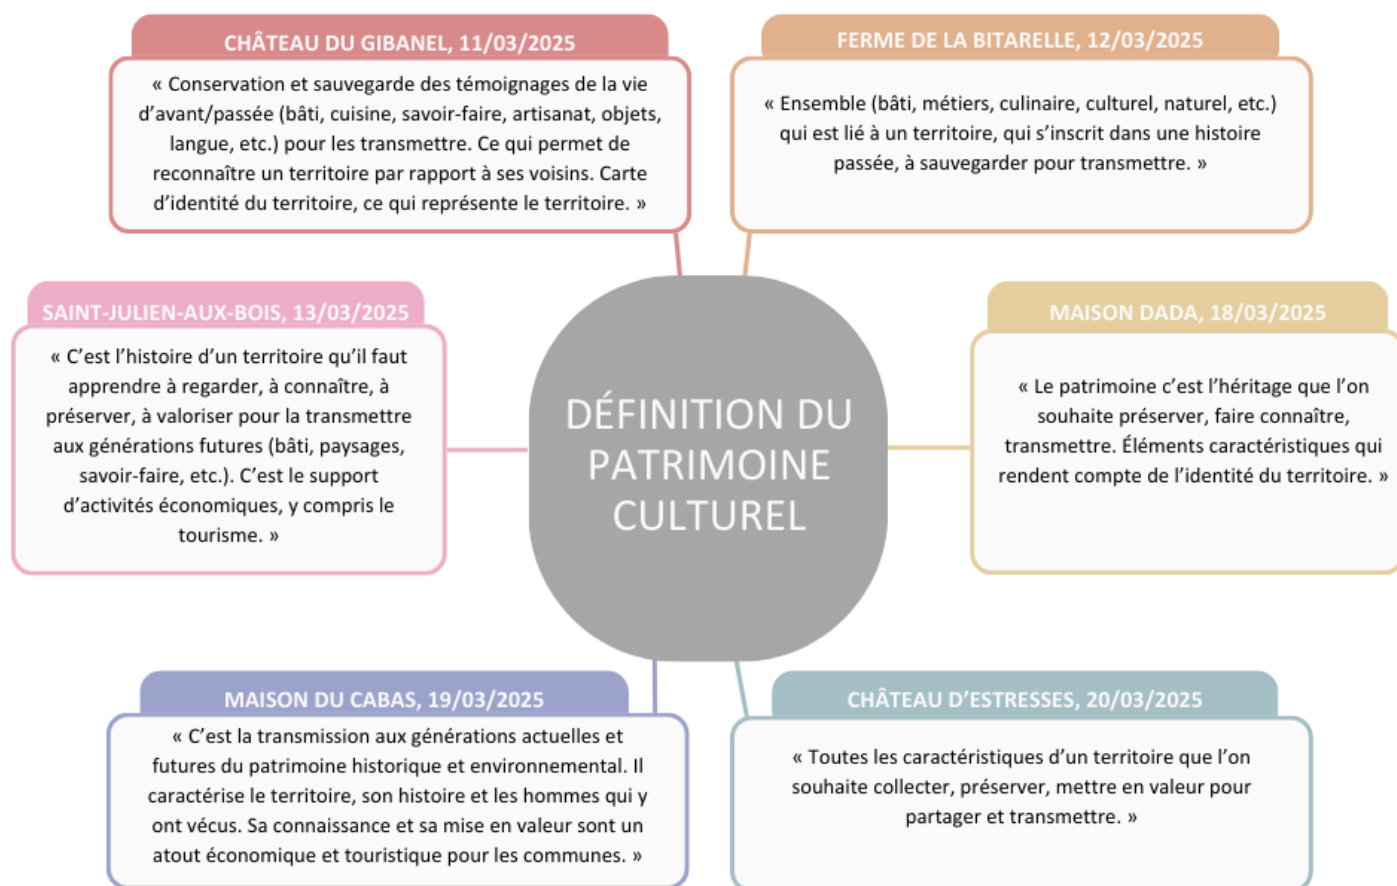 CHÂTEAU DU GIBANEL, 11/03/2025
« Conservation et sauvegarde des témoignages de la vie
d’avant/passée (bâti, cuisine, savoir-faire, artisanat, objets,
langue, etc.) pour les transmettre. Ce qui permet de
reconnaître un territoire par rapport à ses voisins. Carte
d’identité du territoire, ce qui représente le territoire. »
FERME DE LA BITARELLE, 12/03/2025
« Ensemble (bâti, métiers, culinaire, culturel, naturel, etc.)
qui est lié à un territoire, qui s’inscrit dans une histoire
passée, à sauvegarder pour transmettre. »
SAINT-JULIEN-AUX-BOIS, 13/03/2025
« C’est l’histoire d’un territoire qu’il faut
apprendre à regarder, à connaître, à
préserver, à valoriser pour la transmettre
aux générations futures (bâti, paysages,
savoir-faire, etc.). C’est le support
d’activités économiques, y compris le
tourisme. »
DÉFINITION DU
PATRIMOINE
CULTUREL
MAISON DADA, 18/03/2025
« Le patrimoine c’est l’héritage que l’on
souhaite préserver, faire connaître,
transmettre. Éléments caractéristiques qui
rendent compte de l’identité du territoire. »
MAISON DU CABAS, 19/03/2025
« C’est la transmission aux générations actuelles et
futures du patrimoine historique et environnemental. Il
caractérise le territoire, son histoire et les hommes qui y
ont vécus. Sa connaissance et sa mise en valeur sont un
atout économique et touristique pour les communes. »
CHÂTEAU D’ESTRESSES, 20/03/2025
« Toutes les caractéristiques d’un territoire que l’on
souhaite collecter, préserver, mettre en valeur pour
partager et transmettre. »